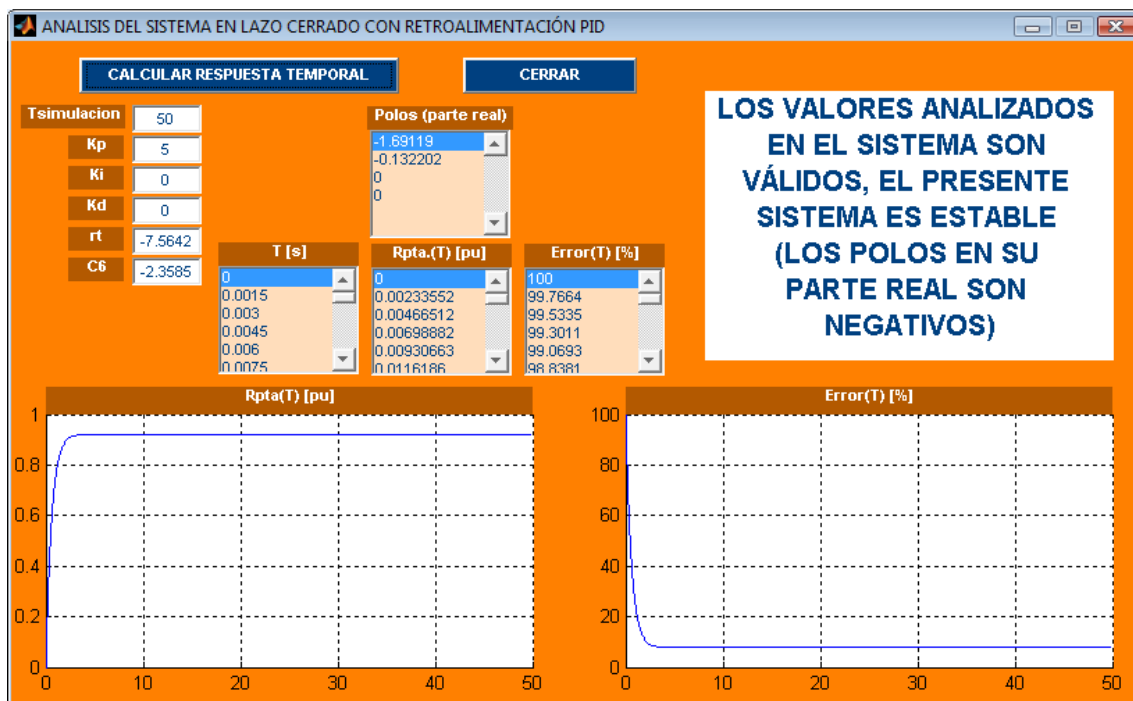 ANALISIS DEL SISTEMA EN LAZO CERRADO CON RETROALIMENTACIÓN PID
CALCULAR RESPUESTA TEMPORAL
CERRAR
Tsimulacion
50
Kp
5
Ki
0
Kd
0
rt
-7.5642
C6
-2.3585
Polos (parte real)
-1.69119
-0.132202
0
0
T [s]
0
0.0015
0.003
0.0045
0.006
0.0075
Rpta.(T) [pu]
0
0.00233552
0.00466512
0.00698882
0.00930663
0.0116186
Error(T) [%]
100
99.7664
99.5335
99.3011
99.0693
98.8381
LOS VALORES ANALIZADOS
EN EL SISTEMA SON
VÁLIDOS, EL PRESENTE
SISTEMA ES ESTABLE
(LOS POLOS EN SU
PARTE REAL SON
NEGATIVOS)
Rpta(T) [pu]
1
0.8
0.6
0.4
0.2
0
0 10 20 30 40 50
Error(T) [%]
100
80
60
40
20
0
0 10 20 30 40 50